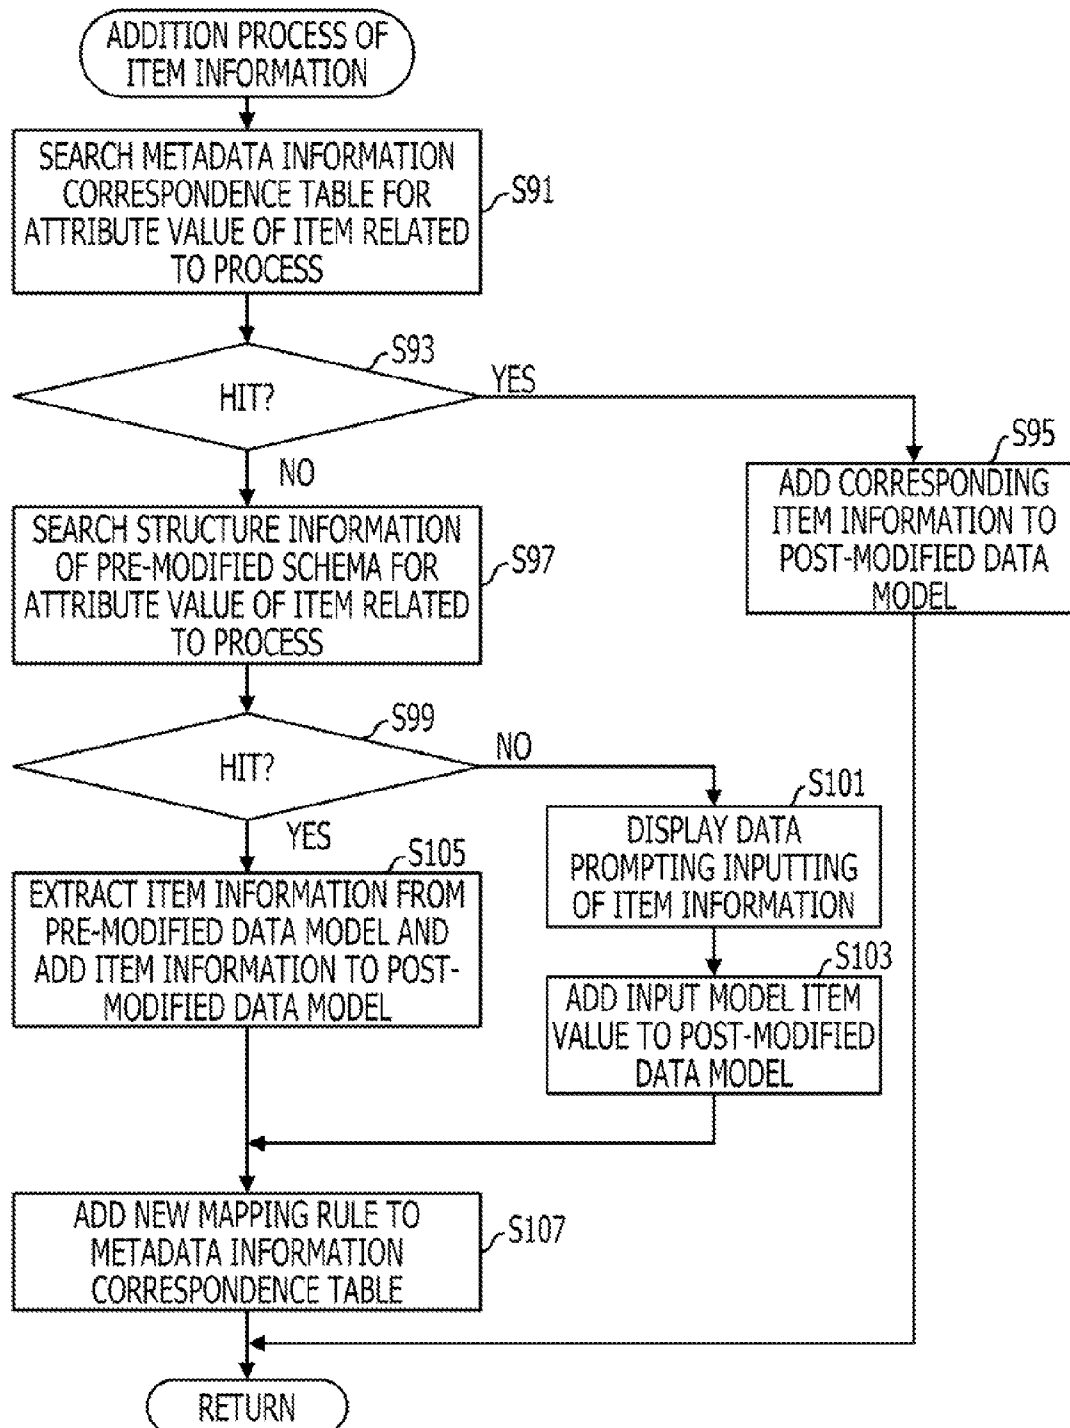 ADDITION PROCESS OF
ITEM INFORMATION
SEARCH METADATA INFORMATION
CORRESPONDENCE TABLE FOR
ATTRIBUTE VALUE OF ITEM RELATED
TO PROCESS
S91
HIT?
S93
YES
NO
ADD CORRESPONDING
ITEM INFORMATION TO
POST-MODIFIED DATA
MODEL
S95
SEARCH STRUCTURE INFORMATION
OF PRE-MODIFIED SCHEMA FOR
ATTRIBUTE VALUE OF ITEM RELATED
TO PROCESS
S97
HIT?
S99
NO
YES
DISPLAY DATA
PROMPTING INPUTTING
OF ITEM INFORMATION
S101
EXTRACT ITEM INFORMATION FROM
PRE-MODIFIED DATA MODEL AND
ADD ITEM INFORMATION TO POST-
MODIFIED DATA MODEL
S105
ADD INPUT MODEL ITEM
VALUE TO POST-MODIFIED
DATA MODEL
S103
ADD NEW MAPPING RULE TO
METADATA INFORMATION
CORRESPONDENCE TABLE
S107
RETURN